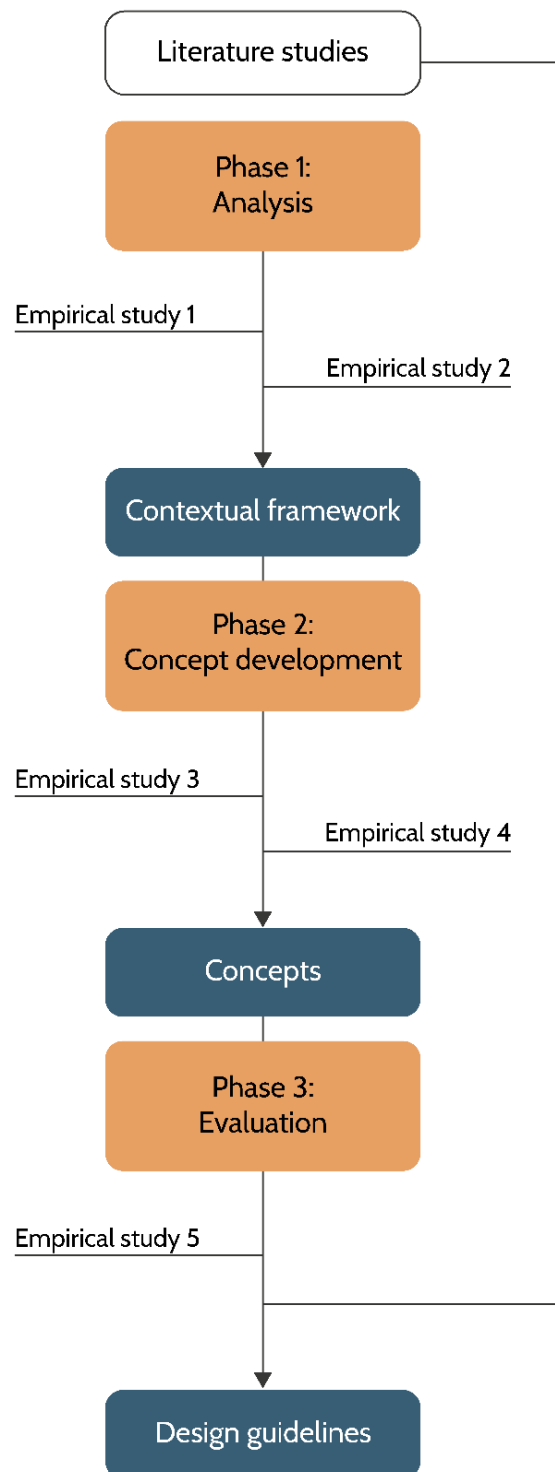 Literature studies
Phase 1:
Analysis
Empirical study 1
Empirical study 2
Contextual framework
Phase 2:
Concept development
Empirical study 3
Empirical study 4
Concepts
Phase 3:
Evaluation
Empirical study 5
Design guidelines